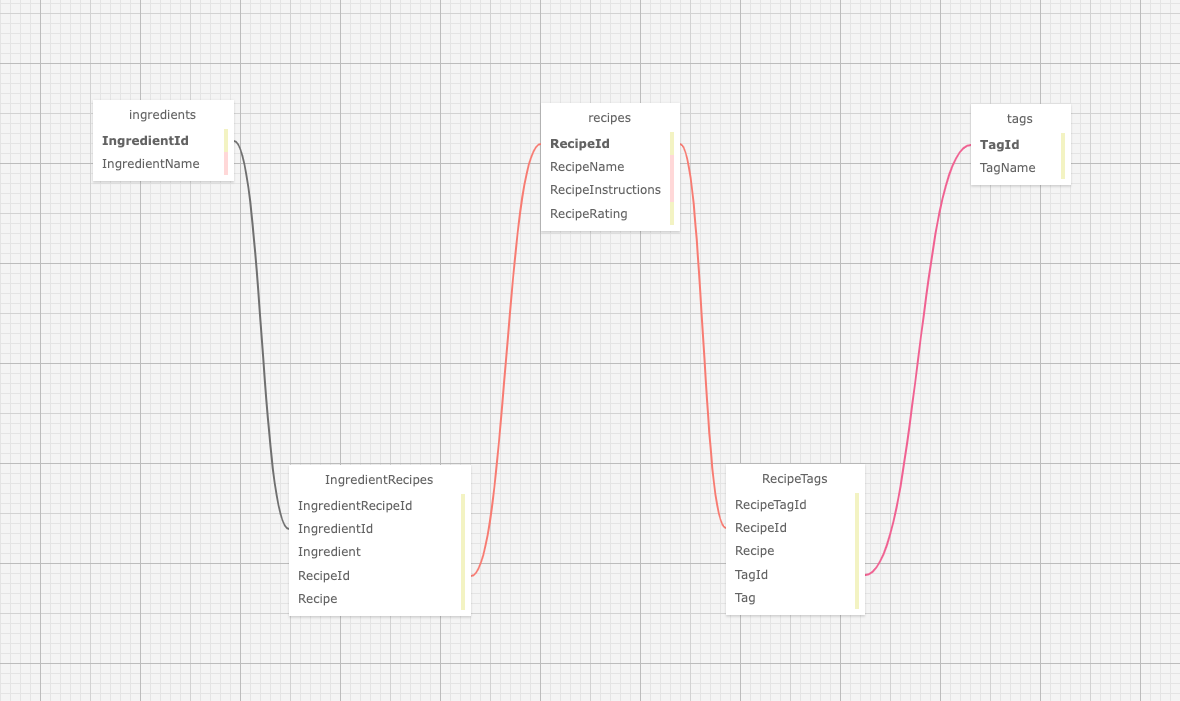 ingredients
IngredientId
IngredientName
recipes
RecipeId
RecipeName
RecipeInstructions
RecipeRating
tags
TagId
TagName
IngredientRecipes
IngredientRecipeId
IngredientId
Ingredient
RecipeId
Recipe
RecipeTags
RecipeTagId
RecipeId
Recipe
TagId
Tag